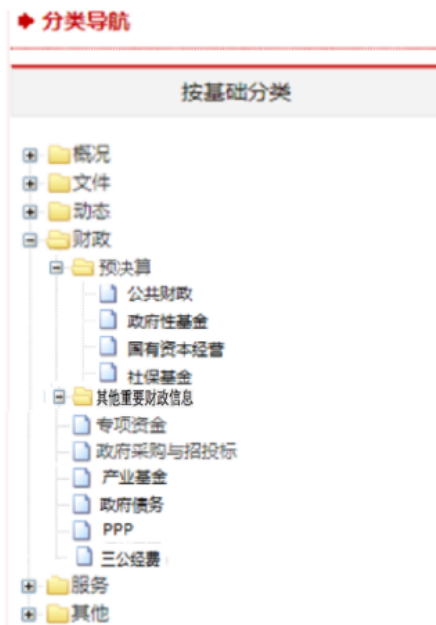 分类导航
按基础分类
概况
文件
动态
财政
预决算
公共财政
政府性基金
国有资本经营
社保基金
其他重要财政信息
专项资金
政府采购与招投标
产业基金
政府债务
PPP
三公经费
服务
其他